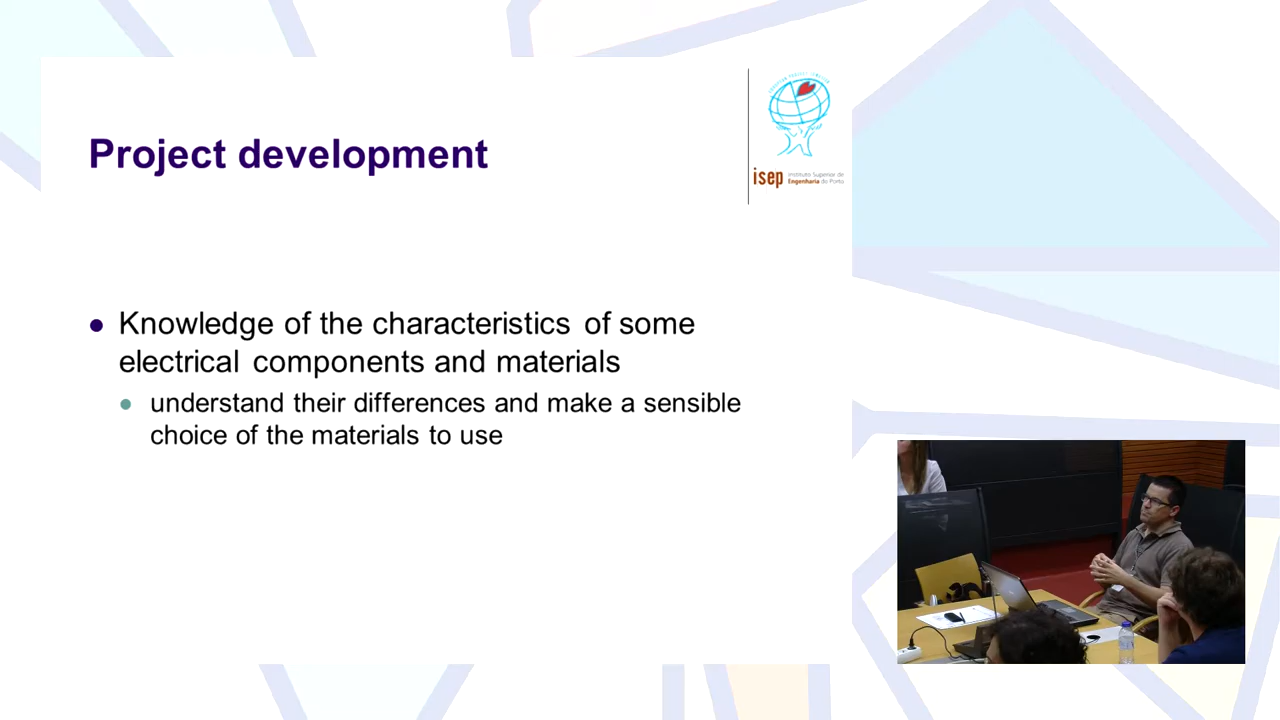 Project development
isep Instituto Superior de
Engenharia do Porto
Knowledge of the characteristics of some
electrical components and materials
understand their differences and make a sensible
choice of the materials to use